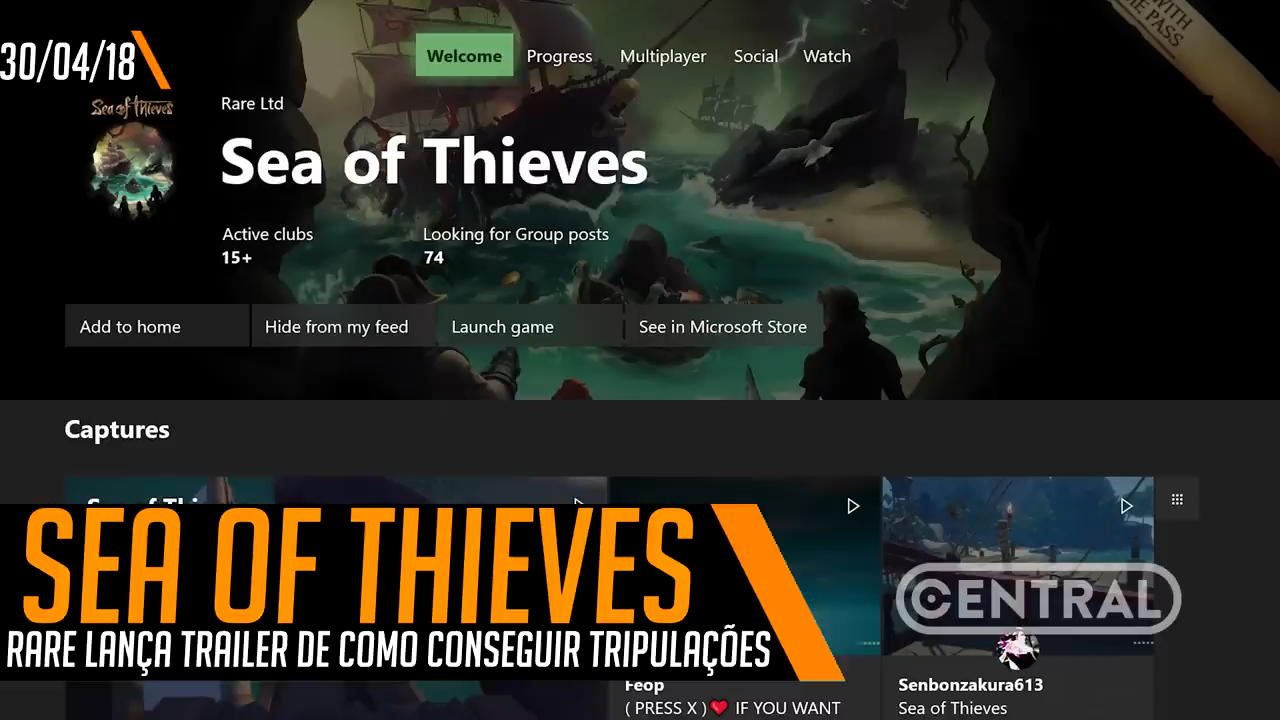 30/04/18
Welcome Progress Multiplayer Social Watch
WITH
PASS
Sea of Thieves
Rare Ltd
Sea of Thieves
Active clubs Looking for Group posts
15+ 74
Add to home Hide from my feed Launch game See in Microsoft Store
Captures
SEA OF THIEVES
RARE LANÇA TRAILER DE COMO CONSEGUIR TRIPULAÇÕES
CENTRAL
Feop
( PRESS X )❤ IF YOU WANT
Senbonzakura613
Sea of Thieves